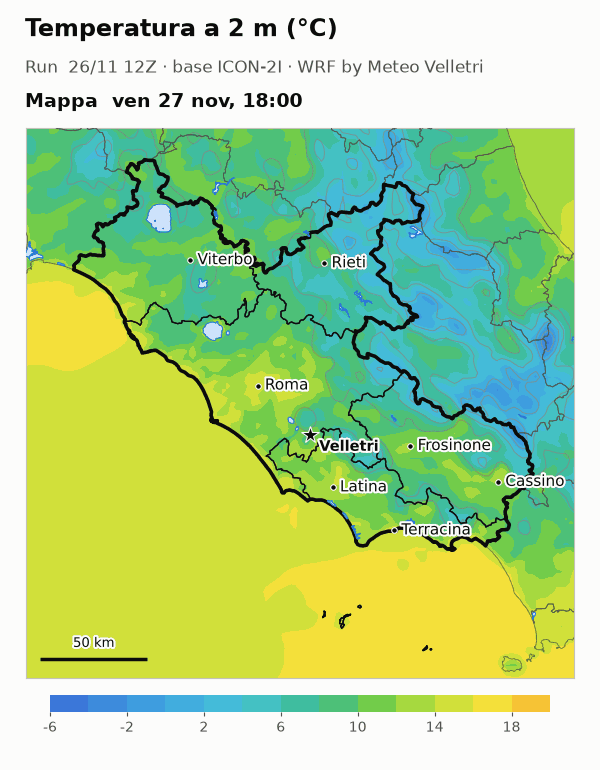 Temperatura a 2 m (°C)
Run  26/11 12Z · base ICON-2I · WRF by Meteo Velletri
Mappa  ven 27 nov, 18:00
Viterbo
Rieti
Roma
Velletri
Frosinone
Cassino
Latina
Terracina
50 km
-6 -2 2 6 10 14 18